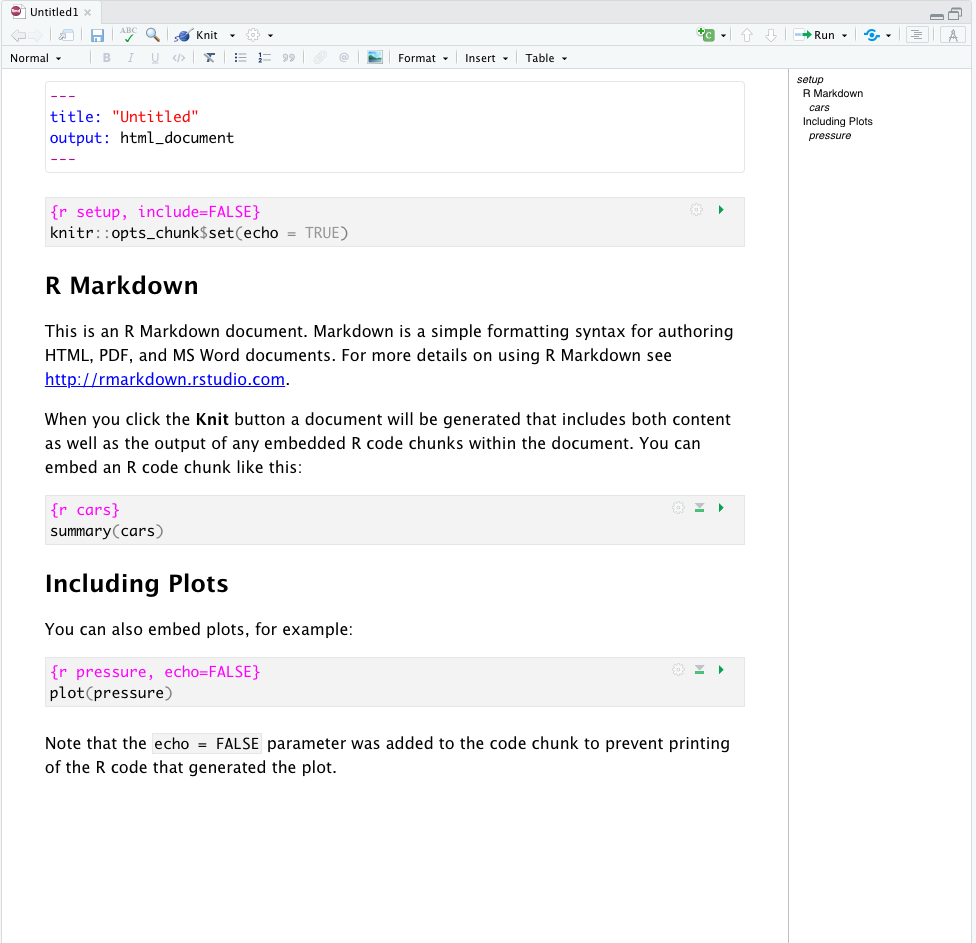 Untitled1
ABC
Knit
Run
Normal
B I U </>
Format
Insert
Table
---
title: "Untitled"
output: html_document
---
{r setup, include=FALSE}
knitr::opts_chunk$set(echo = TRUE)
R Markdown
This is an R Markdown document. Markdown is a simple formatting syntax for authoring
HTML, PDF, and MS Word documents. For more details on using R Markdown see
http://rmarkdown.rstudio.com.
When you click the Knit button a document will be generated that includes both content
as well as the output of any embedded R code chunks within the document. You can
embed an R code chunk like this:
{r cars}
summary(cars)
Including Plots
You can also embed plots, for example:
{r pressure, echo=FALSE}
plot(pressure)
Note that the echo = FALSE parameter was added to the code chunk to prevent printing
of the R code that generated the plot.
setup
R Markdown
cars
Including Plots
pressure